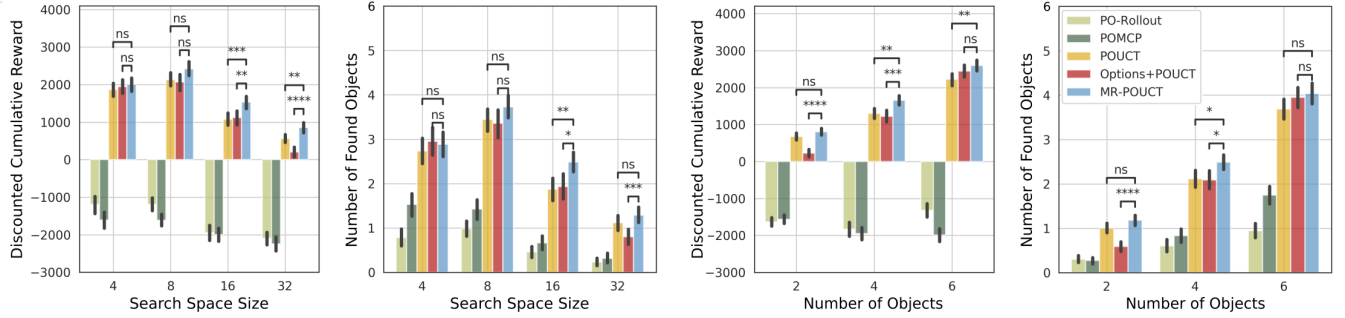 Discounted Cumulative Reward
4000
3000
2000
1000
0
−1000
−2000
−3000
ns
ns
ns
ns
***
**
**
****
4
8
16
32
Search Space Size
Number of Found Objects
6
5
4
3
2
1
0
ns
ns
ns
ns
**
*
ns
***
4
8
16
32
Search Space Size
Discounted Cumulative Reward
4000
3000
2000
1000
0
−1000
−2000
−3000
ns
****
**
***
**
ns
2
4
6
Number of Objects
Number of Found Objects
6
5
4
3
2
1
0
PO-Rollout
POMCP
POUCT
Options+POUCT
MR-POUCT
ns
****
*
*
ns
ns
2
4
6
Number of Objects